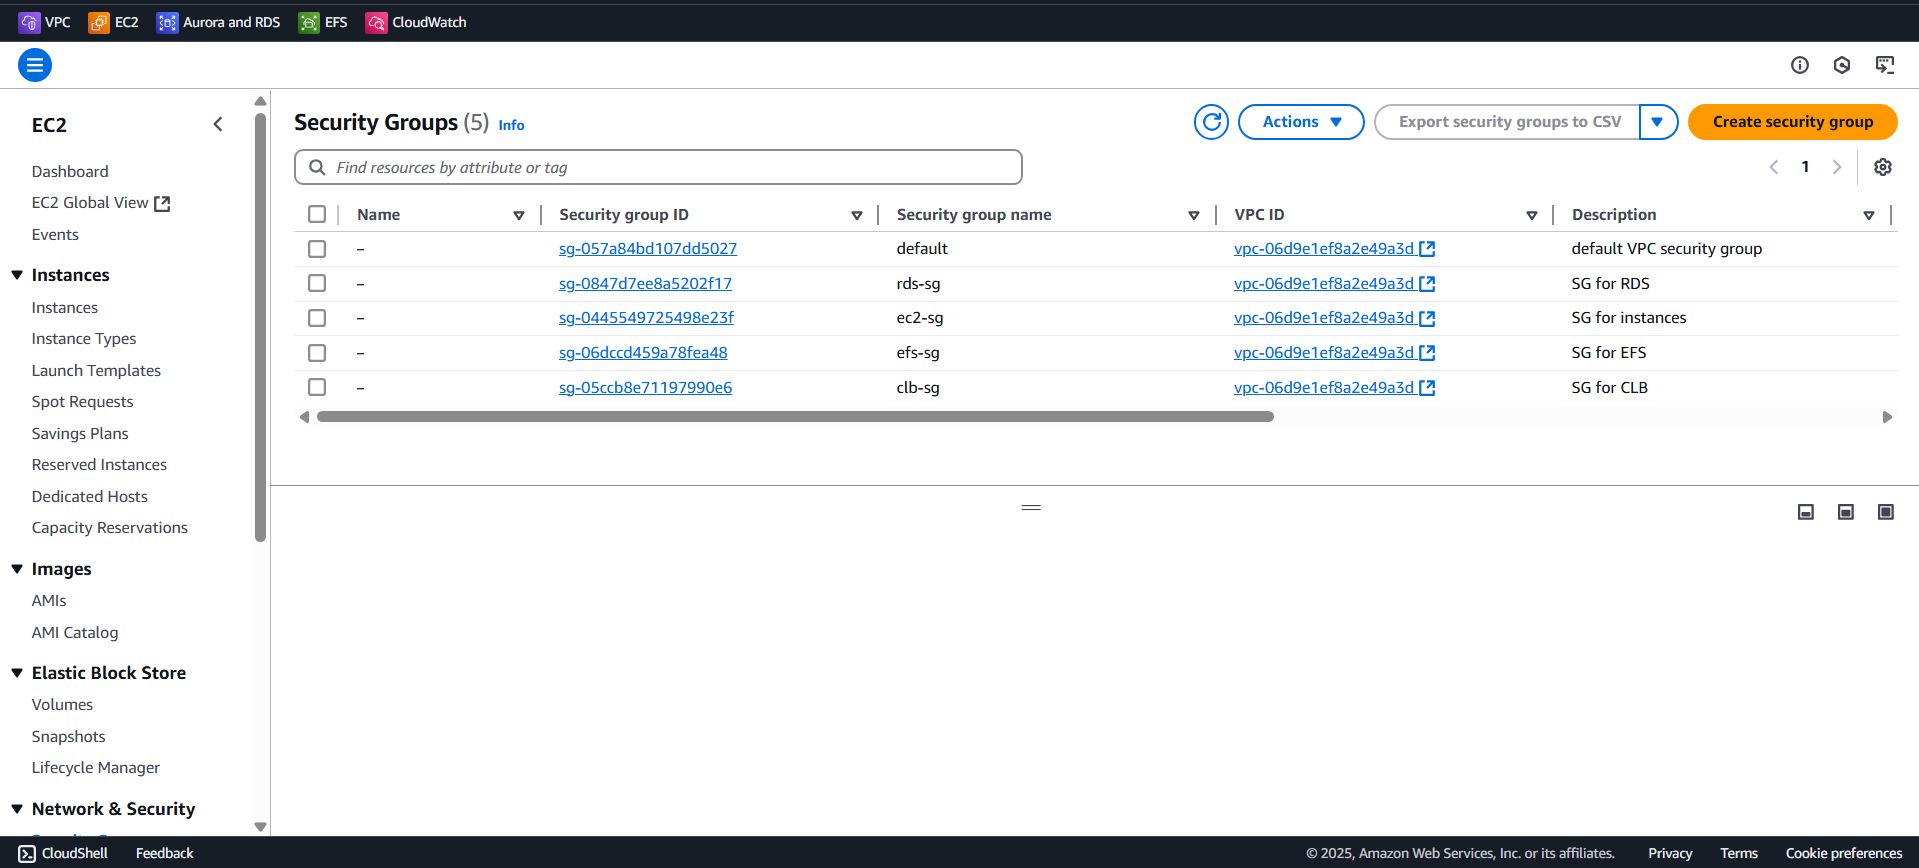 VPC EC2 Aurora and RDS EFS CloudWatch
EC2
Dashboard
EC2 Global View
Events
Instances
Instances
Instance Types
Launch Templates
Spot Requests
Savings Plans
Reserved Instances
Dedicated Hosts
Capacity Reservations
Images
AMIs
AMI Catalog
Elastic Block Store
Volumes
Snapshots
Lifecycle Manager
Network & Security
Security Groups (5) Info
Actions Export security groups to CSV Create security group
Find resources by attribute or tag
1
Name Security group ID Security group name VPC ID Description
– sg-057a84bd107dd5027 default vpc-06d9e1ef8a2e49a3d default VPC security group
– sg-0847d7ee8a5202f17 rds-sg vpc-06d9e1ef8a2e49a3d SG for RDS
– sg-0445549725498e23f ec2-sg vpc-06d9e1ef8a2e49a3d SG for instances
– sg-06dccd459a78fea48 efs-sg vpc-06d9e1ef8a2e49a3d SG for EFS
– sg-05ccb8e71197990e6 clb-sg vpc-06d9e1ef8a2e49a3d SG for CLB
CloudShell Feedback © 2025, Amazon Web Services, Inc. or its affiliates. Privacy Terms Cookie preferences